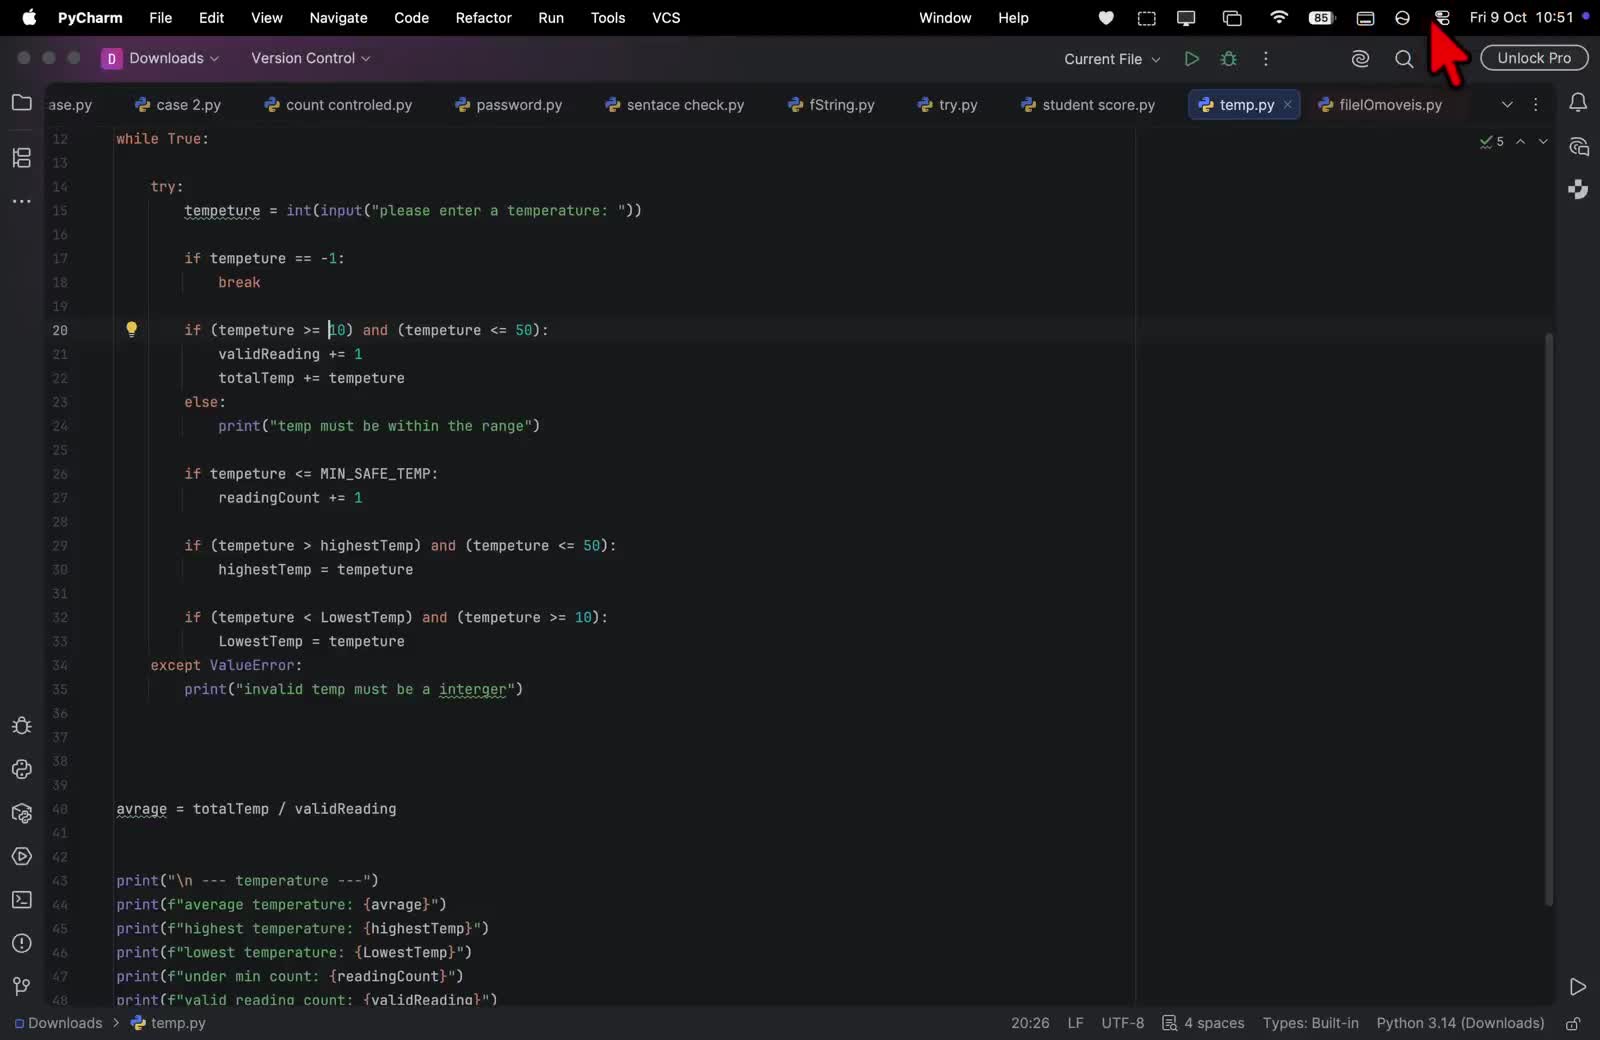 PyCharm File Edit View Navigate Code Refactor Run Tools VCS Window Help 85 Fri 9 Oct 10:51
D Downloads Version Control Current File Unlock Pro
ase.py case 2.py count controled.py password.py sentace check.py fString.py try.py student score.py temp.py fileIOmoveis.py
12 while True: 5
13
14 try:
15 tempeture = int(input("please enter a temperature: "))
16
17 if tempeture == -1:
18 break
19
20 if (tempeture >= 10) and (tempeture <= 50):
21 validReading += 1
22 totalTemp += tempeture
23 else:
24 print("temp must be within the range")
25
26 if tempeture <= MIN_SAFE_TEMP:
27 readingCount += 1
28
29 if (tempeture > highestTemp) and (tempeture <= 50):
30 highestTemp = tempeture
31
32 if (tempeture < LowestTemp) and (tempeture >= 10):
33 LowestTemp = tempeture
34 except ValueError:
35 print("invalid temp must be a interger")
36
37
38
39
40 avrage = totalTemp / validReading
41
42
43 print("\n --- temperature ---")
44 print(f"average temperature: {avrage}")
45 print(f"highest temperature: {highestTemp}")
46 print(f"lowest temperature: {LowestTemp}")
47 print(f"under min count: {readingCount}")
48 print(f"valid reading count: {validReading}")
Downloads > temp.py 20:26 LF UTF-8 4 spaces Types: Built-in Python 3.14 (Downloads)